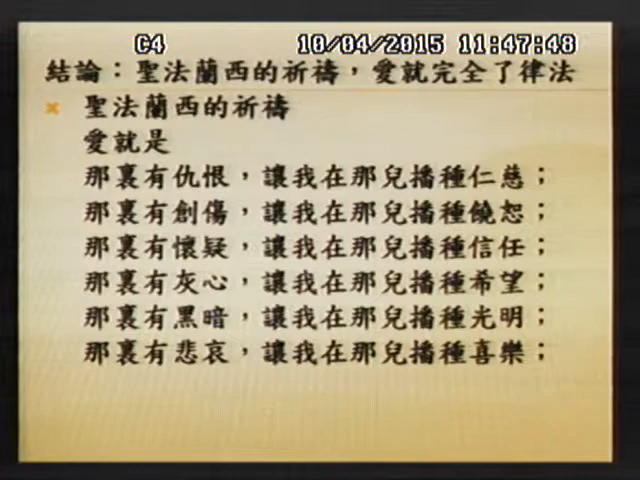 C4 10/04/2015 11:47:48
結論：聖法蘭西的祈禱，愛就完全了律法
聖法蘭西的祈禱
愛就是
那裏有仇恨，讓我在那兒播種仁慈；
那裏有創傷，讓我在那兒播種饒恕；
那裏有懷疑，讓我在那兒播種信任；
那裏有灰心，讓我在那兒播種希望；
那裏有黑暗，讓我在那兒播種光明；
那裏有悲哀，讓我在那兒播種喜樂；